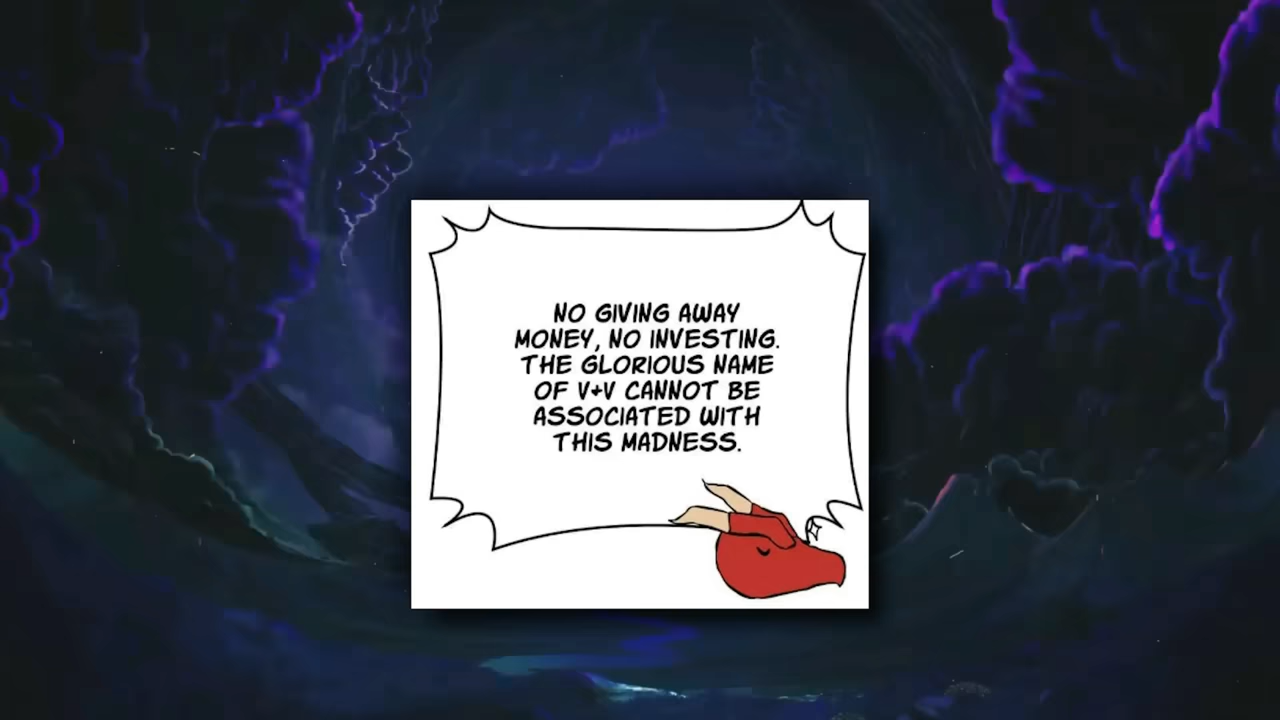 NO GIVING AWAY
MONEY, NO INVESTING.
THE GLORIOUS NAME
OF V+V CANNOT BE
ASSOCIATED WITH
THIS MADNESS.